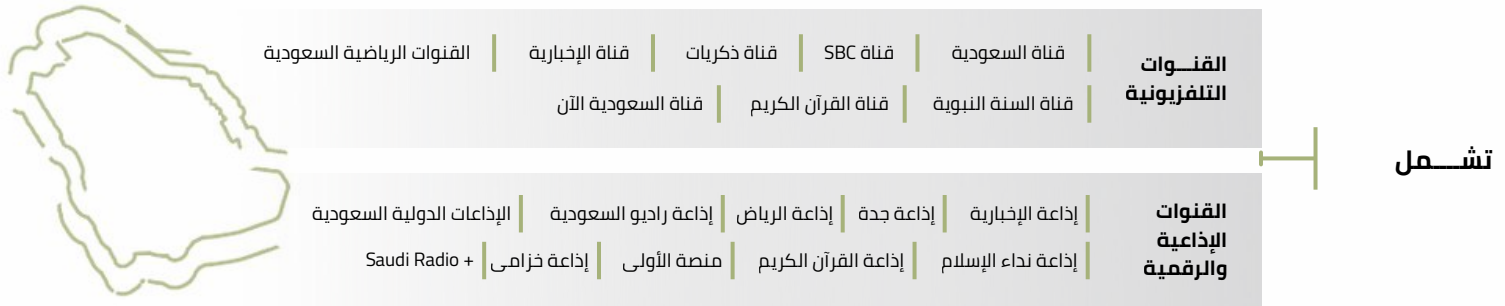 تشـــمل
القنـــوات
التلفزيونية
قناة السعودية
قناة SBC
قناة ذكريات
قناة الإخبارية
القنوات الرياضية السعودية
قناة السنة النبوية
قناة القرآن الكريم
قناة السعودية الآن
القنوات
الإذاعية
والرقمية
إذاعة الإخبارية
إذاعة جدة
إذاعة الرياض
إذاعة راديو السعودية
الإذاعات الدولية السعودية
إذاعة نداء الإسلام
إذاعة القرآن الكريم
منصة الأولى
إذاعة خزامى
Saudi Radio +